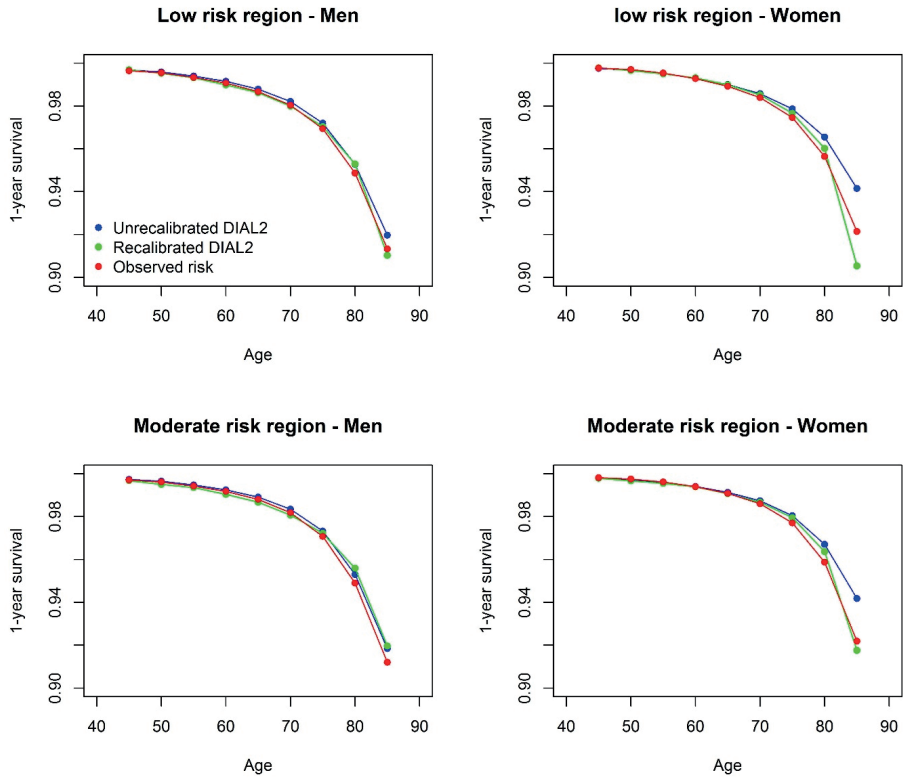 Low risk region - Men
1-year survival
0.98
0.94
0.90
Unrecalibrated DIAL2
Recalibrated DIAL2
Observed risk
40 50 60 70 80 90
Age
low risk region - Women
1-year survival
0.98
0.94
0.90
40 50 60 70 80 90
Age
Moderate risk region - Men
1-year survival
0.98
0.94
0.90
40 50 60 70 80 90
Age
Moderate risk region - Women
1-year survival
0.98
0.94
0.90
40 50 60 70 80 90
Age